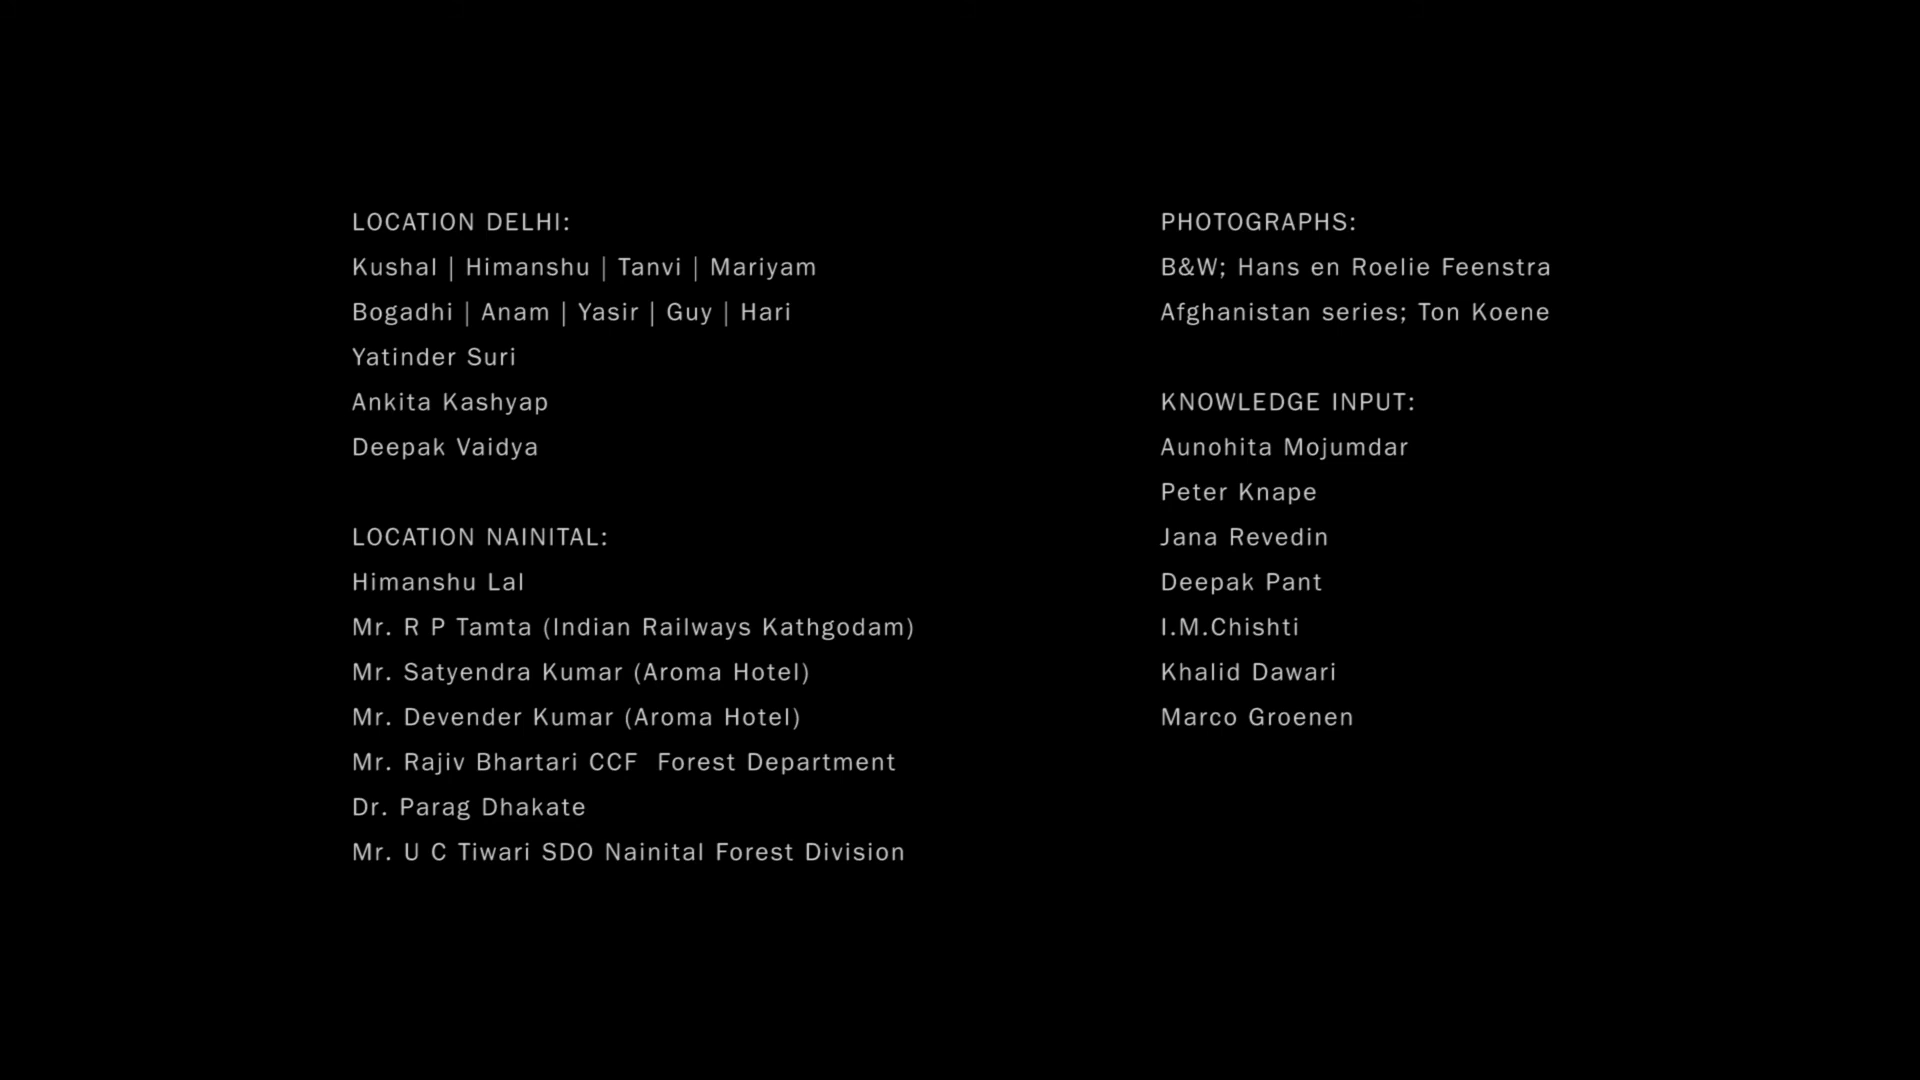 LOCATION DELHI:
Kushal | Himanshu | Tanvi | Mariyam
Bogadhi | Anam | Yasir | Guy | Hari
Yatinder Suri
Ankita Kashyap
Deepak Vaidya
LOCATION NAINITAL:
Himanshu Lal
Mr. R P Tamta (Indian Railways Kathgodam)
Mr. Satyendra Kumar (Aroma Hotel)
Mr. Devender Kumar (Aroma Hotel)
Mr. Rajiv Bhartari CCF  Forest Department
Dr. Parag Dhakate
Mr. U C Tiwari SDO Nainital Forest Division
PHOTOGRAPHS:
B&W; Hans en Roelie Feenstra
Afghanistan series; Ton Koene
KNOWLEDGE INPUT:
Aunohita Mojumdar
Peter Knape
Jana Revedin
Deepak Pant
I.M.Chishti
Khalid Dawari
Marco Groenen